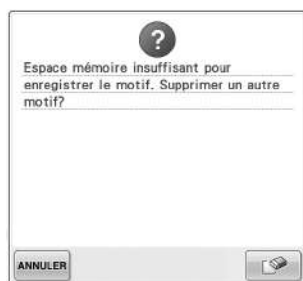 ?
Espace mémoire insuffisant pour
enregistrer le motif. Supprimer un autre
motif?
ANNULER